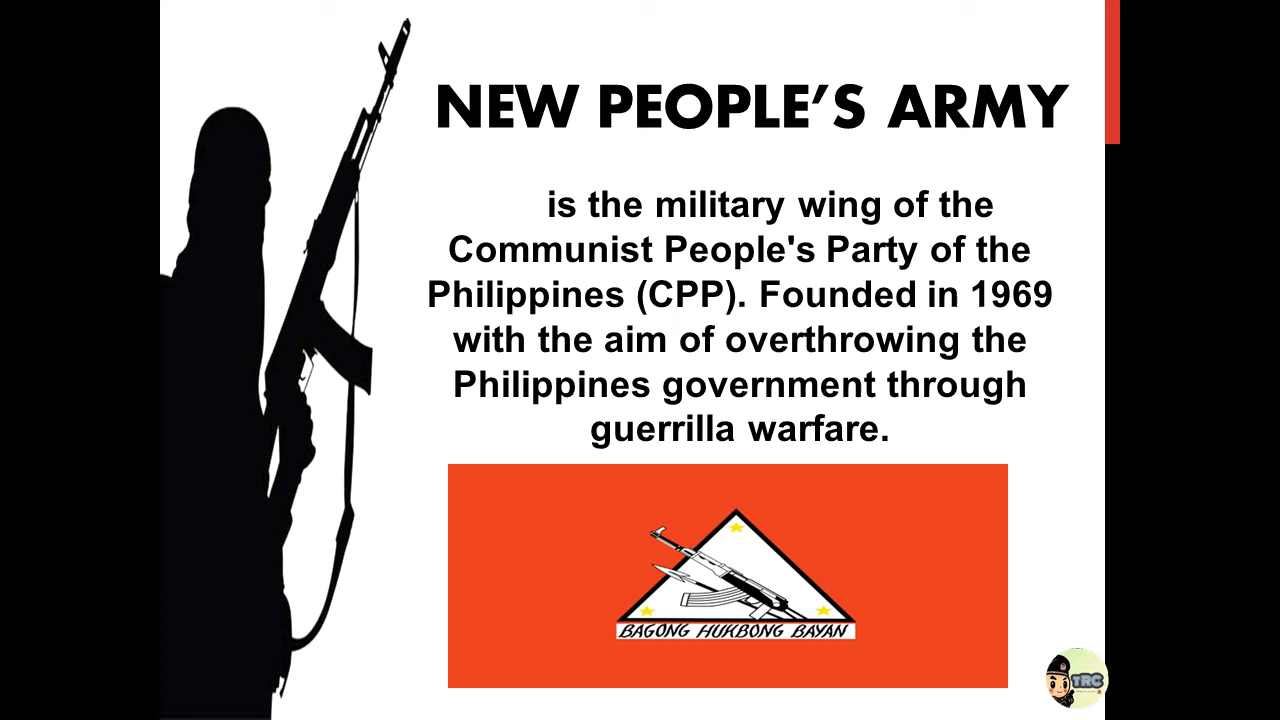 NEW PEOPLE’S ARMY
is the military wing of the
Communist People's Party of the
Philippines (CPP). Founded in 1969
with the aim of overthrowing the
Philippines government through
guerrilla warfare.
BAGONG HUKBONG BAYAN
TRC